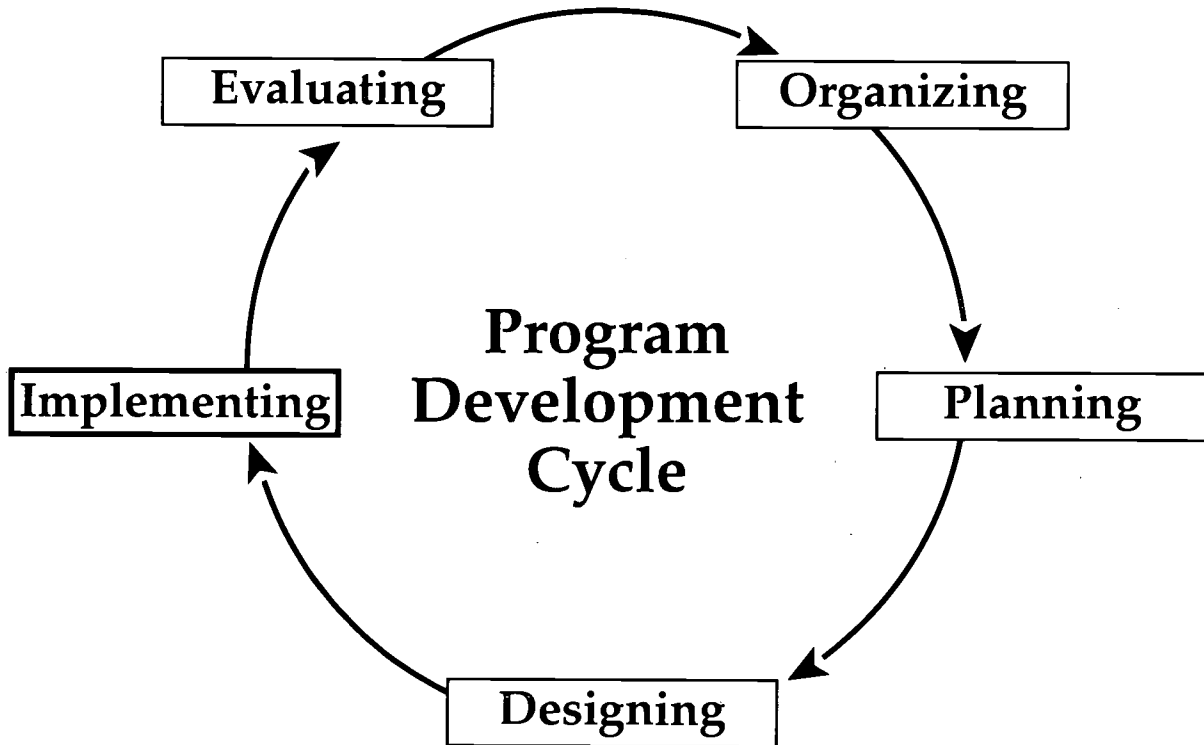 Evaluating
Organizing
Program
Development
Cycle
Implementing
Planning
Designing